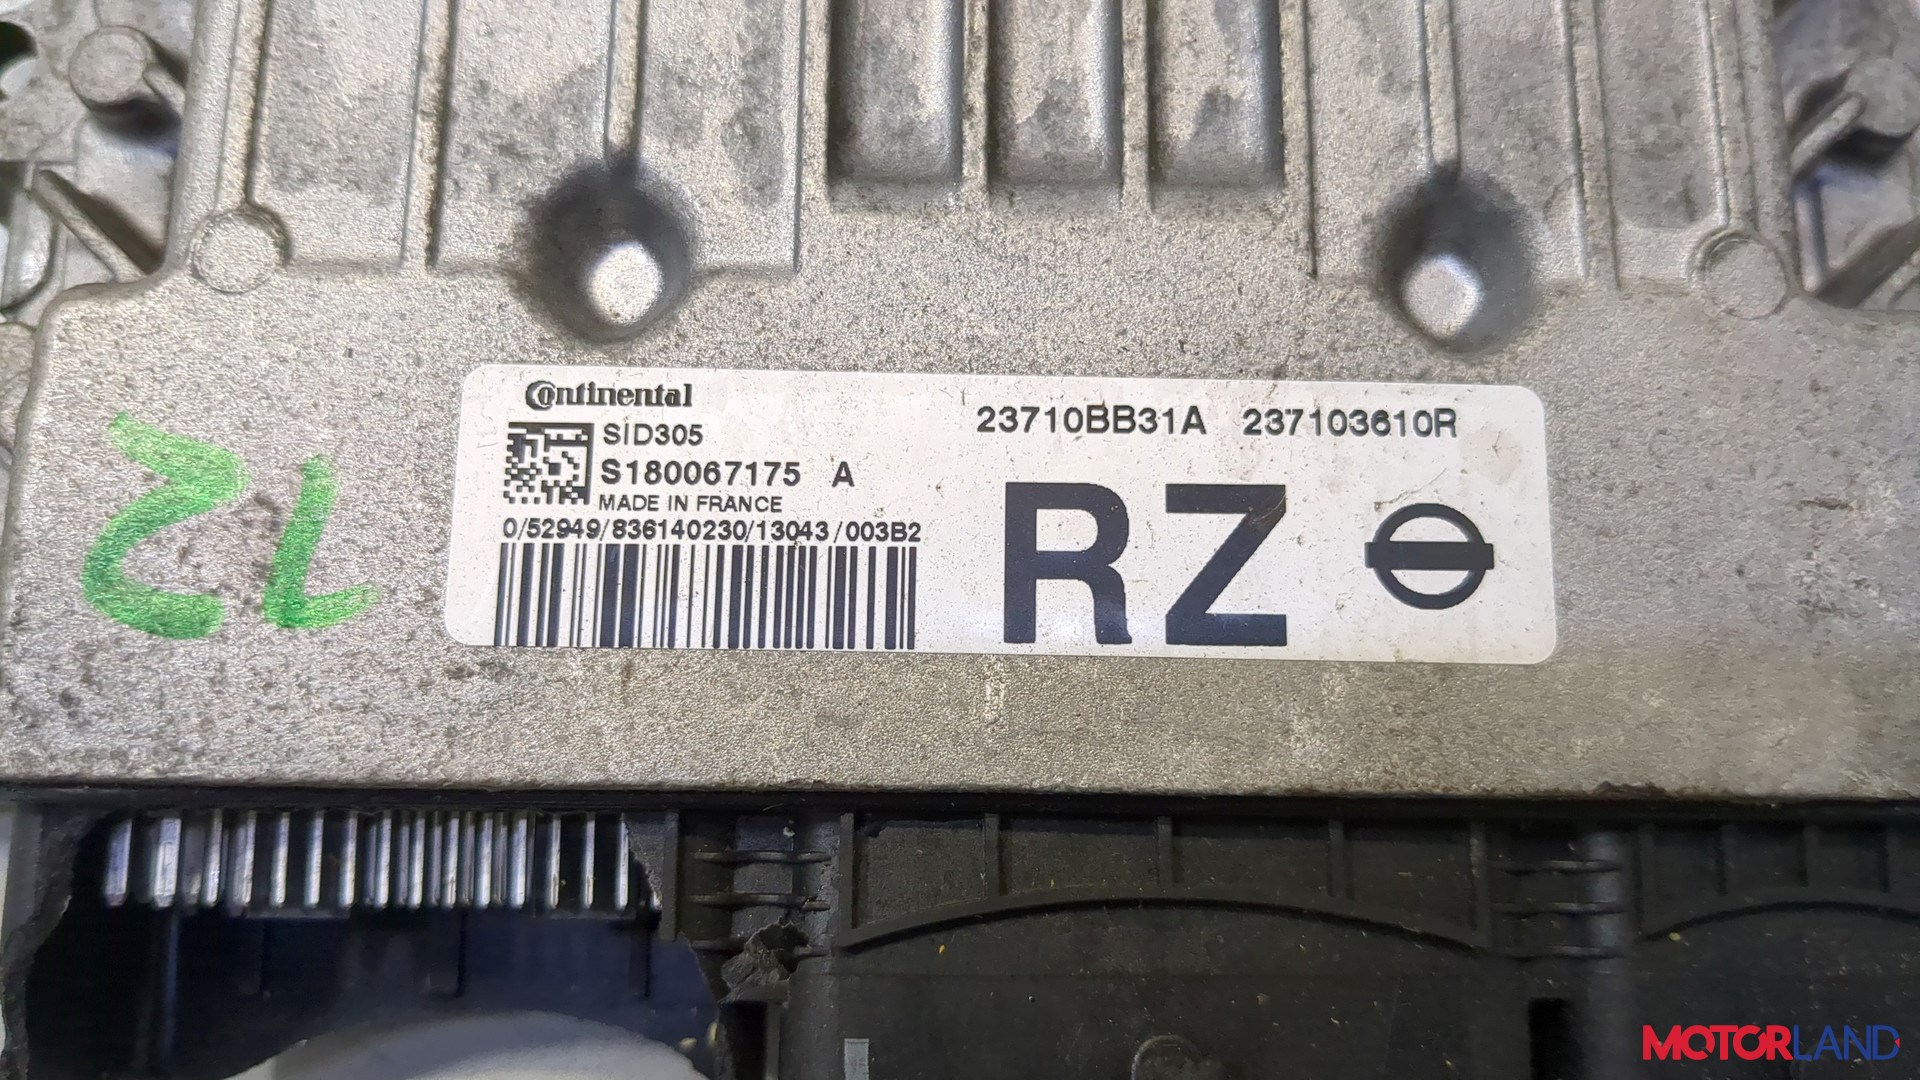 Continental
SID305
S180067175 A
MADE IN FRANCE
0/52949/836140230/13043/003B2
23710BB31A 237103610R
RZ
12
MOTORLAND